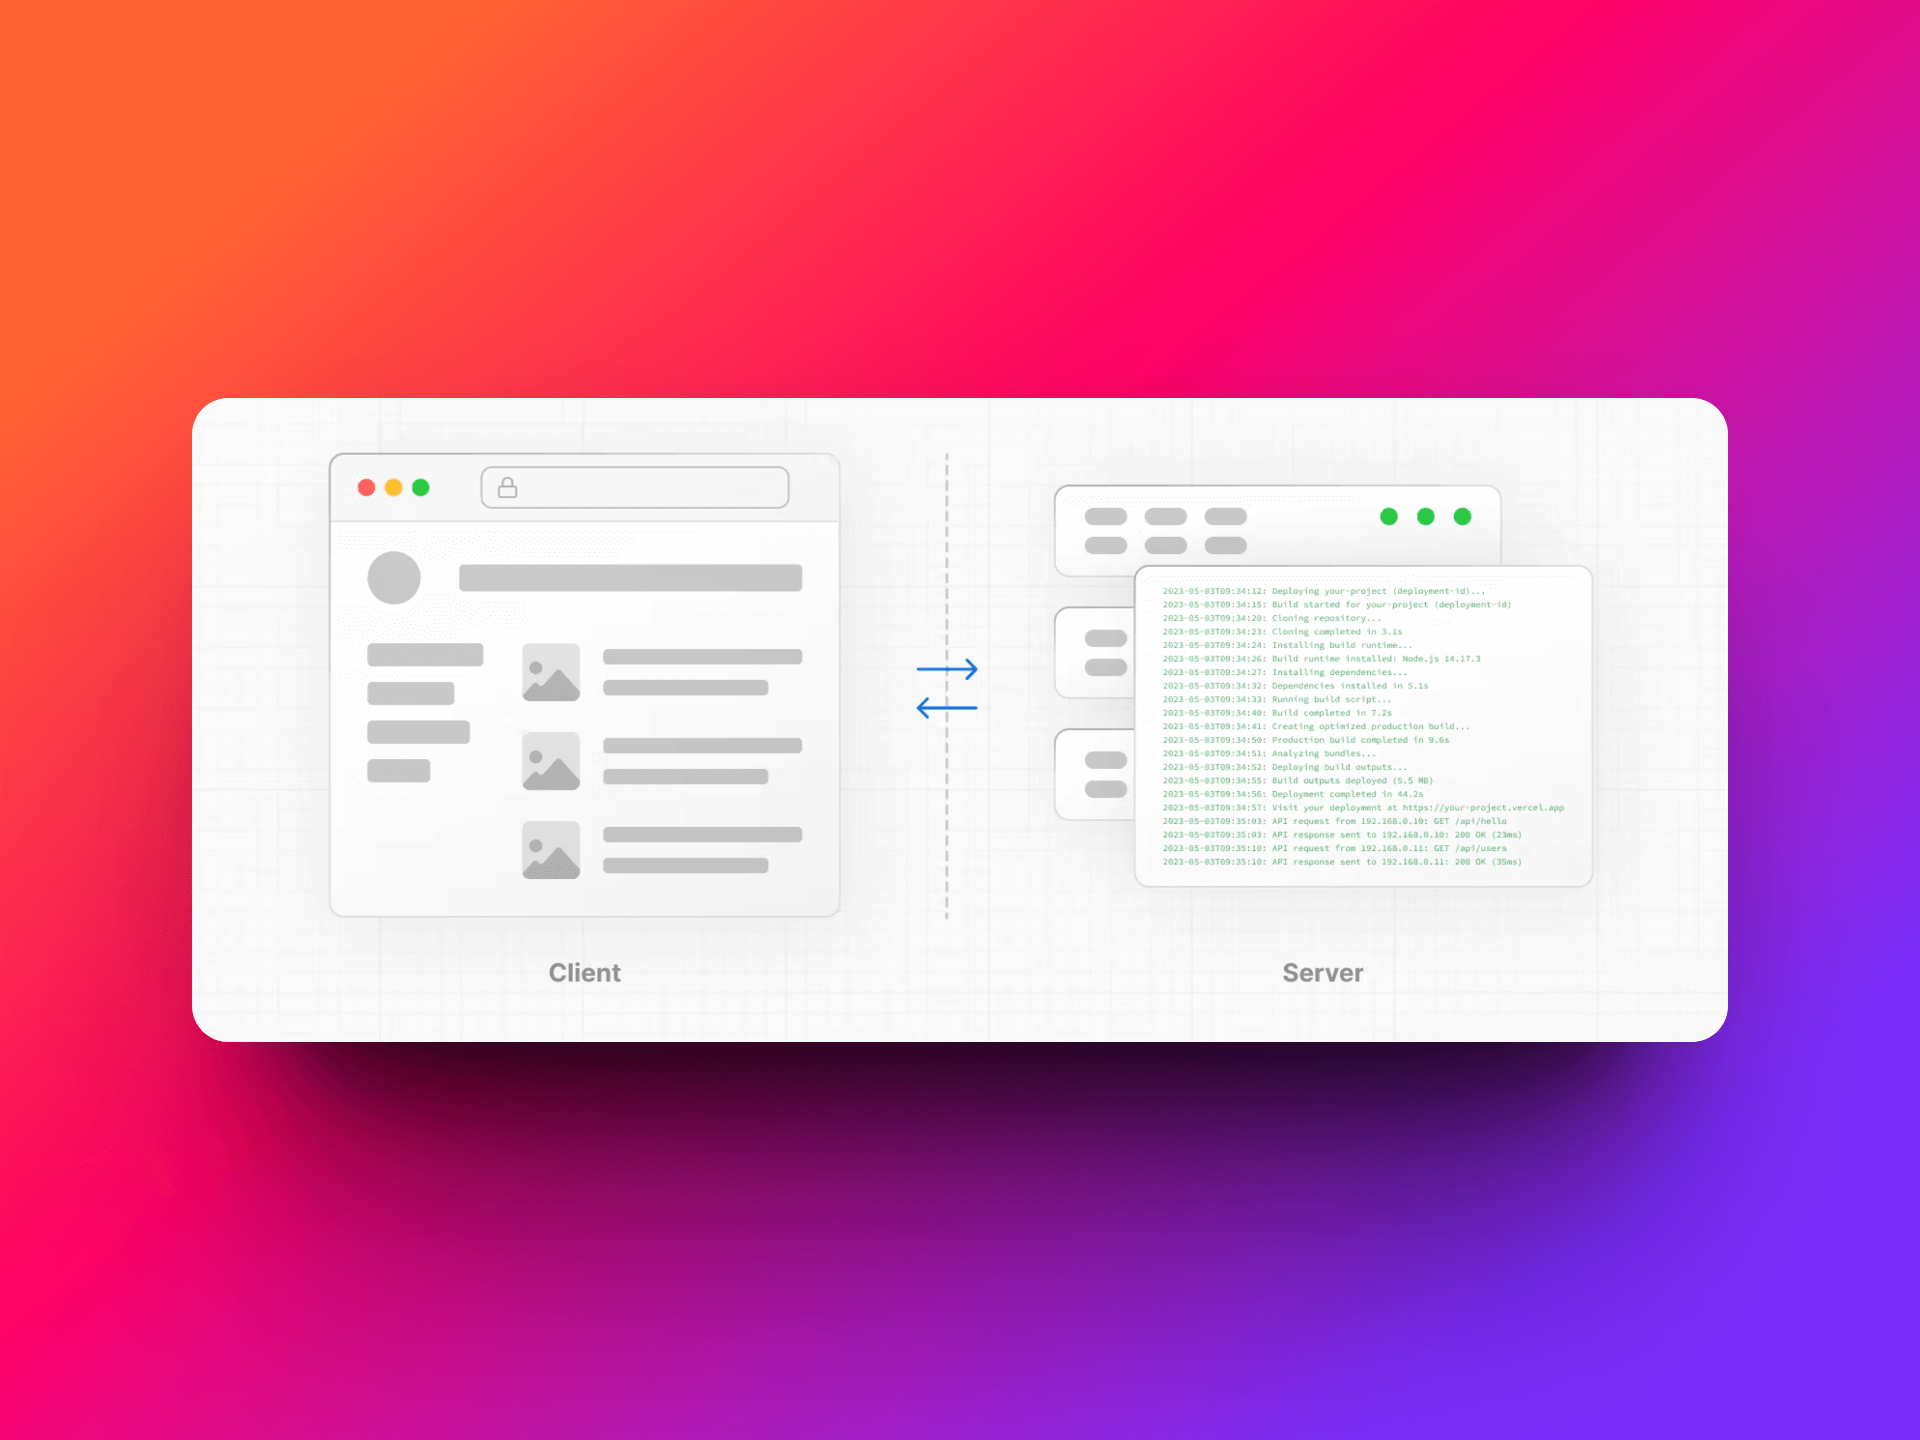 2023-05-03T09:34:12: Deploying your-project (deployment-id)...
2023-05-03T09:34:15: Build started for your-project (deployment-id)
2023-05-03T09:34:20: Cloning repository...
2023-05-03T09:34:23: Cloning completed in 3.1s
2023-05-03T09:34:24: Installing build runtime...
2023-05-03T09:34:26: Build runtime installed: Node.js 14.17.3
2023-05-03T09:34:27: Installing dependencies...
2023-05-03T09:34:32: Dependencies installed in 5.1s
2023-05-03T09:34:33: Running build script...
2023-05-03T09:34:40: Build completed in 7.2s
2023-05-03T09:34:41: Creating optimized production build...
2023-05-03T09:34:50: Production build completed in 9.6s
2023-05-03T09:34:51: Analyzing bundles...
2023-05-03T09:34:52: Deploying build outputs...
2023-05-03T09:34:55: Build outputs deployed (5.5 MB)
2023-05-03T09:34:56: Deployment completed in 44.2s
2023-05-03T09:34:57: Visit your deployment at https://your-project.vercel.app
2023-05-03T09:35:03: API request from 192.168.0.10: GET /api/hello
2023-05-03T09:35:03: API response sent to 192.168.0.10: 200 OK (23ms)
2023-05-03T09:35:10: API request from 192.168.0.11: GET /api/users
2023-05-03T09:35:10: API response sent to 192.168.0.11: 200 OK (35ms)
Client
Server